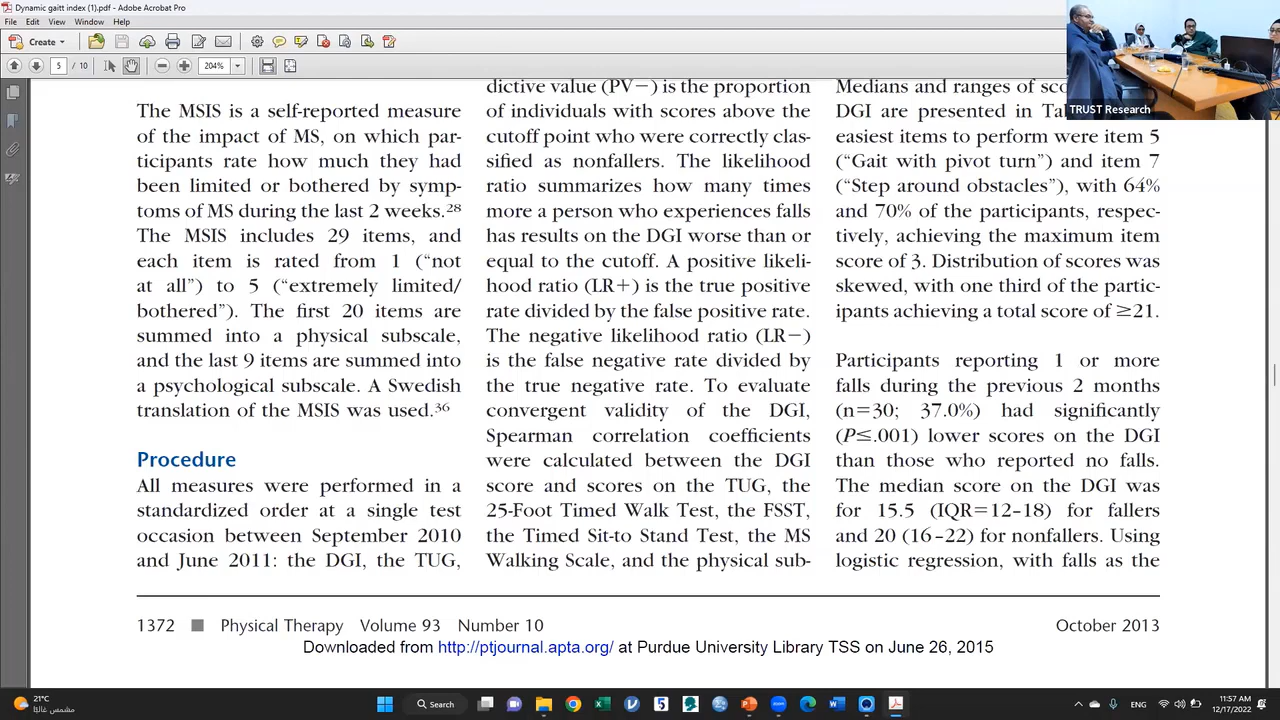 Dynamic gaitt index (1).pdf - Adobe Acrobat Pro
File Edit View Window Help
Create
5 / 10
204%
The MSIS is a self-reported measure
of the impact of MS, on which par-
ticipants rate how much they had
been limited or bothered by symp-
toms of MS during the last 2 weeks.28
The MSIS includes 29 items, and
each item is rated from 1 (“not
at all”) to 5 (“extremely limited/
bothered”). The first 20 items are
summed into a physical subscale,
and the last 9 items are summed into
a psychological subscale. A Swedish
translation of the MSIS was used.36
Procedure
All measures were performed in a
standardized order at a single test
occasion between September 2010
and June 2011: the DGI, the TUG,
dictive value (PV−) is the proportion
of individuals with scores above the
cutoff point who were correctly clas-
sified as nonfallers. The likelihood
ratio summarizes how many times
more a person who experiences falls
has results on the DGI worse than or
equal to the cutoff. A positive likeli-
hood ratio (LR+) is the true positive
rate divided by the false positive rate.
The negative likelihood ratio (LR−)
is the false negative rate divided by
the true negative rate. To evaluate
convergent validity of the DGI,
Spearman correlation coefficients
were calculated between the DGI
score and scores on the TUG, the
25-Foot Timed Walk Test, the FSST,
the Timed Sit-to Stand Test, the MS
Walking Scale, and the physical sub-
Medians and ranges of sco
DGI are presented in Tal
easiest items to perform were item 5
(“Gait with pivot turn”) and item 7
(“Step around obstacles”), with 64%
and 70% of the participants, respec-
tively, achieving the maximum item
score of 3. Distribution of scores was
skewed, with one third of the partic-
ipants achieving a total score of ≥21.
Participants reporting 1 or more
falls during the previous 2 months
(n=30; 37.0%) had significantly
(P≤.001) lower scores on the DGI
than those who reported no falls.
The median score on the DGI was
for 15.5 (IQR=12–18) for fallers
and 20 (16–22) for nonfallers. Using
logistic regression, with falls as the
1372 Physical Therapy Volume 93 Number 10
October 2013
Downloaded from http://ptjournal.apta.org/ at Purdue University Library TSS on June 26, 2015
TRUST Research
21°C
مشمس غالبًا
Search
ENG
11:57 AM
12/17/2022